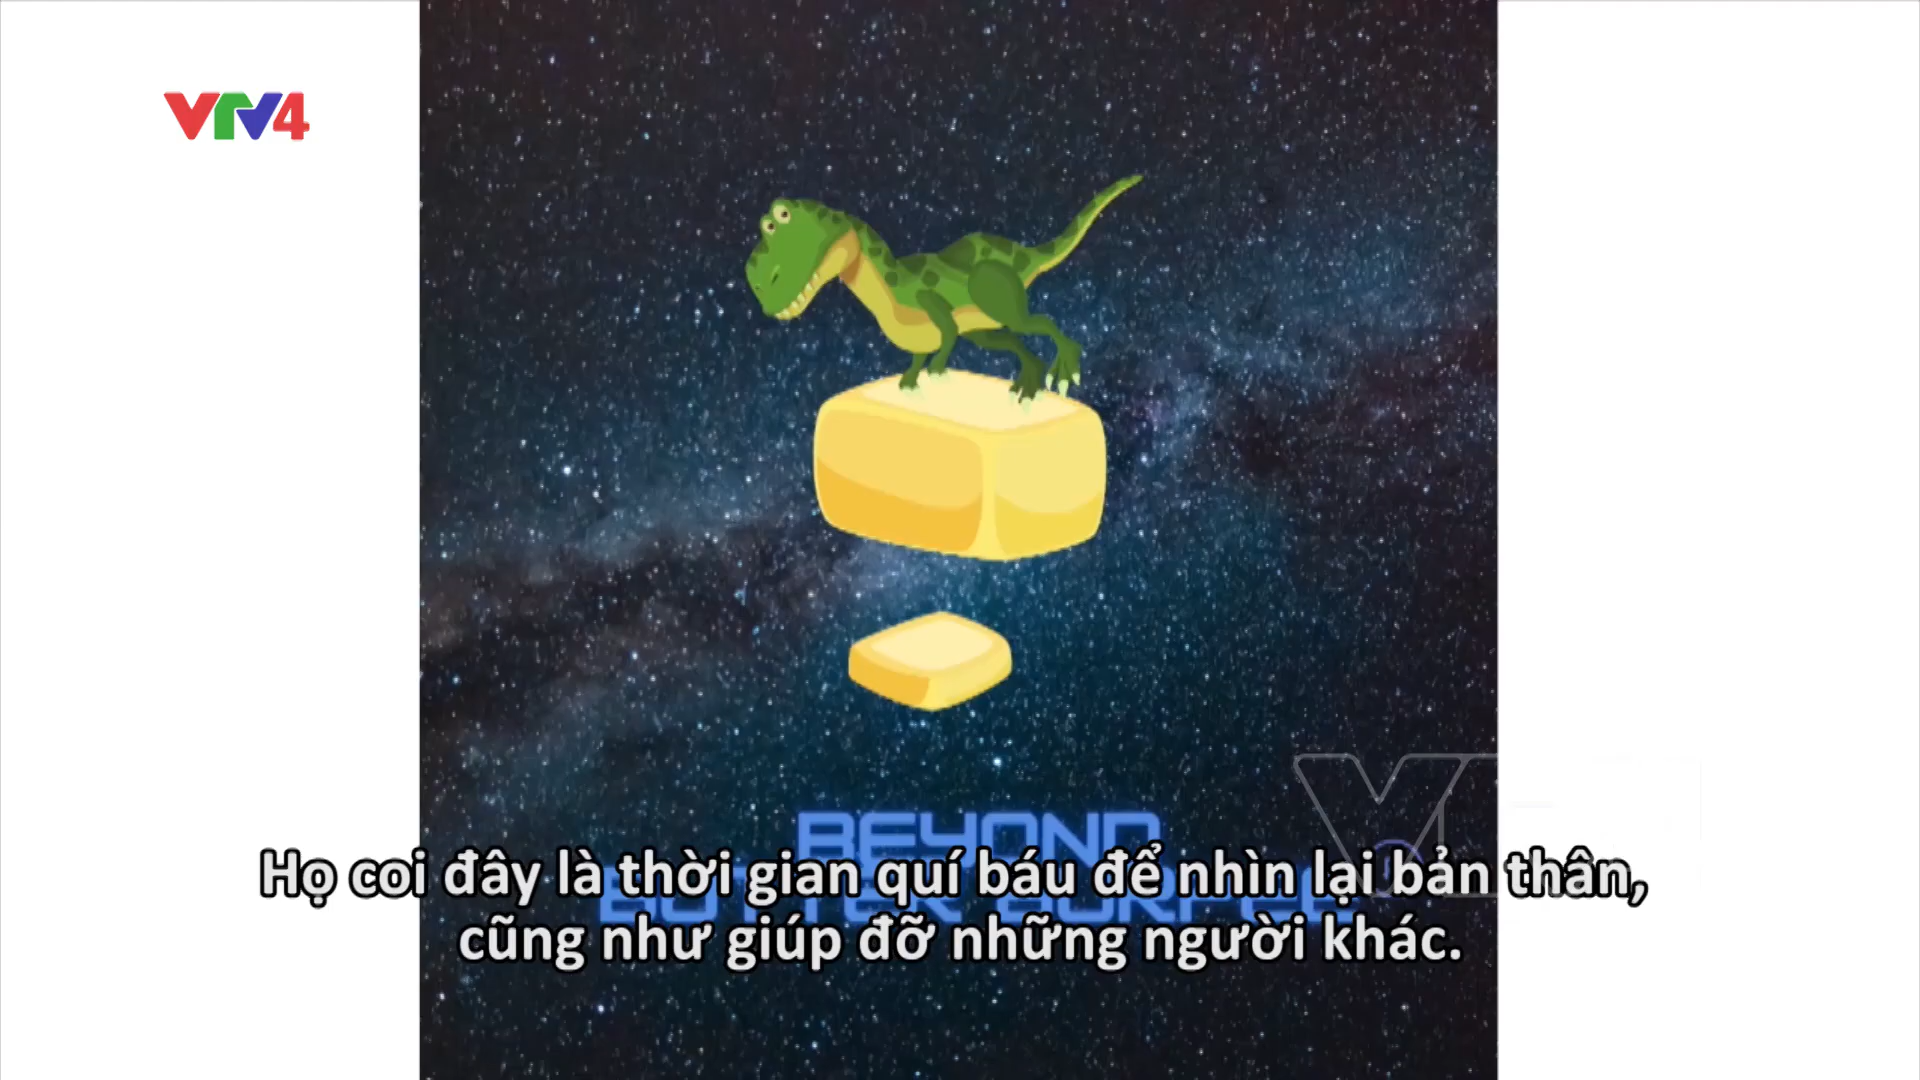 VTV4
BEYOND
Họ coi đây là thời gian quí báu để nhìn lại bản thân,
cũng như giúp đỡ những người khác.